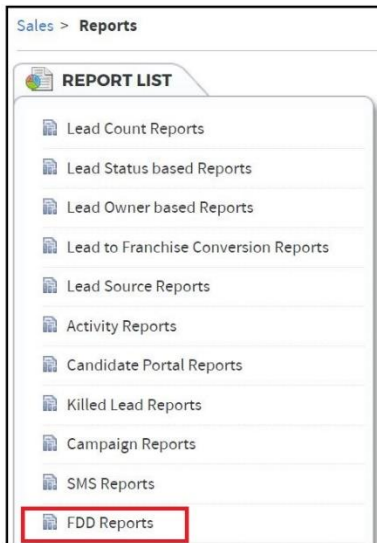 Sales > Reports
REPORT LIST
Lead Count Reports
Lead Status based Reports
Lead Owner based Reports
Lead to Franchise Conversion Reports
Lead Source Reports
Activity Reports
Candidate Portal Reports
Killed Lead Reports
Campaign Reports
SMS Reports
FDD Reports